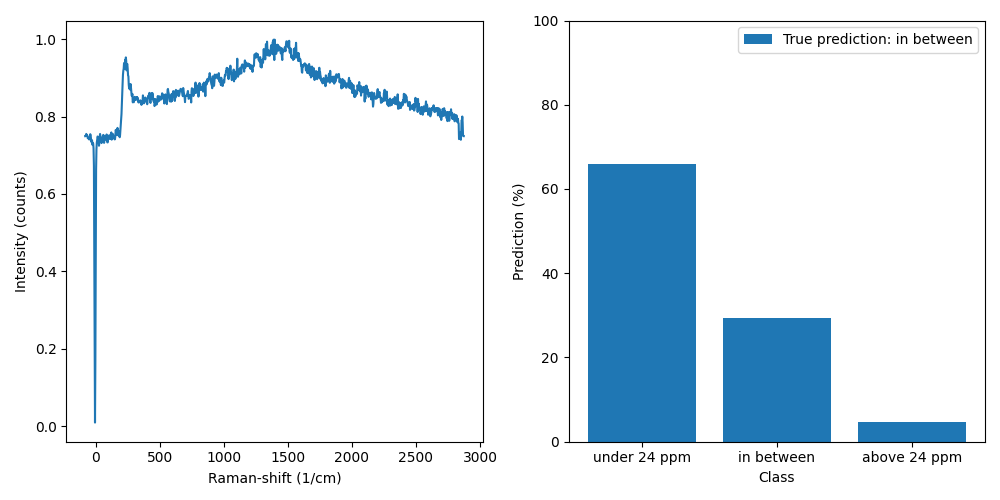 1.0
0.8
0.6
0.4
0.2
0.0
Intensity (counts)
0 500 1000 1500 2000 2500 3000
Raman-shift (1/cm)
100
80
60
40
20
0
Prediction (%)
True prediction: in between
under 24 ppm in between above 24 ppm
Class